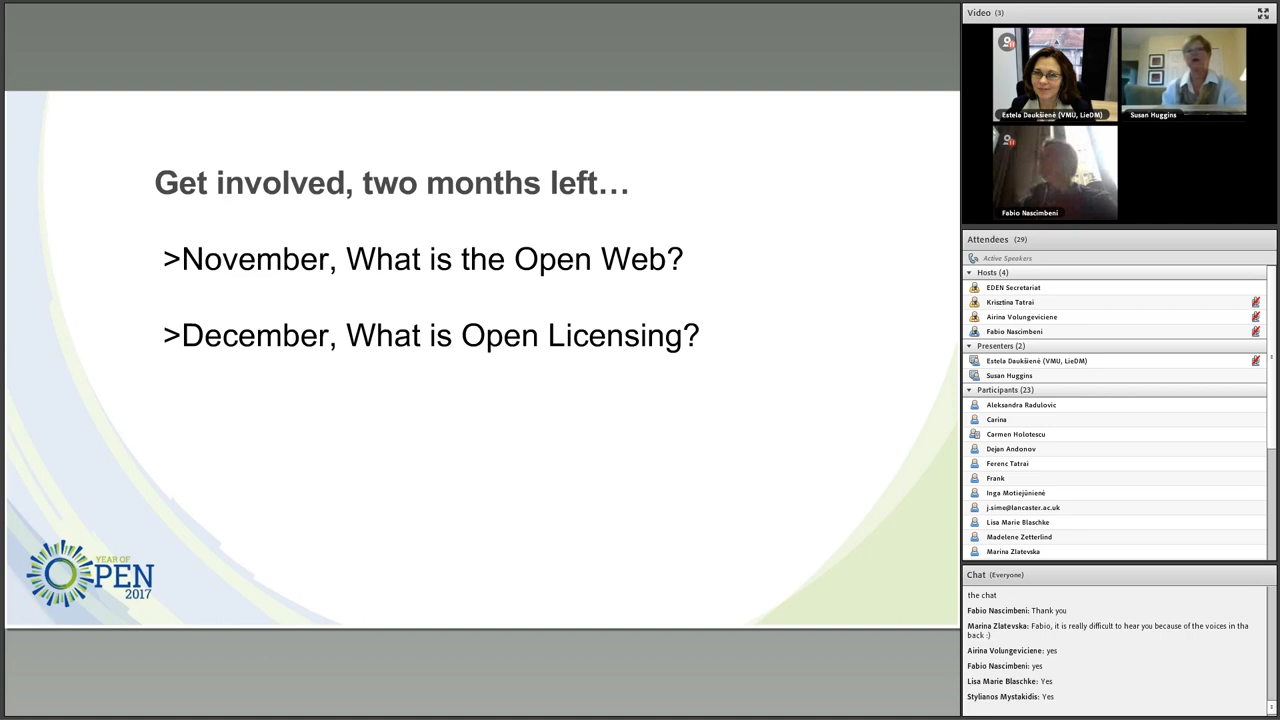 Get involved, two months left…
>November, What is the Open Web?
>December, What is Open Licensing?
YEAR OF
OPEN
2017
Video (3)
Estela Daukšienė (VMU, LieDM)
Susan Huggins
Fabio Nascimbeni
Attendees (29)
Active Speakers
Hosts (4)
EDEN Secretariat
Krisztina Tatrai
Airina Volungeviciene
Fabio Nascimbeni
Presenters (2)
Estela Daukšienė (VMU, LieDM)
Susan Huggins
Participants (23)
Aleksandra Radulovic
Carina
Carmen Holotescu
Dejan Andonov
Ferenc Tatrai
Frank
Inga Motiejūnienė
j.sime@lancaster.ac.uk
Lisa Marie Blaschke
Madelene Zetterlind
Marina Zlatevska
Chat (Everyone)
the chat
Fabio Nascimbeni: Thank you
Marina Zlatevska: Fabio, it is really difficult to hear you because of the voices in tha
back :)
Airina Volungeviciene: yes
Fabio Nascimbeni: yes
Lisa Marie Blaschke: Yes
Stylianos Mystakidis: Yes